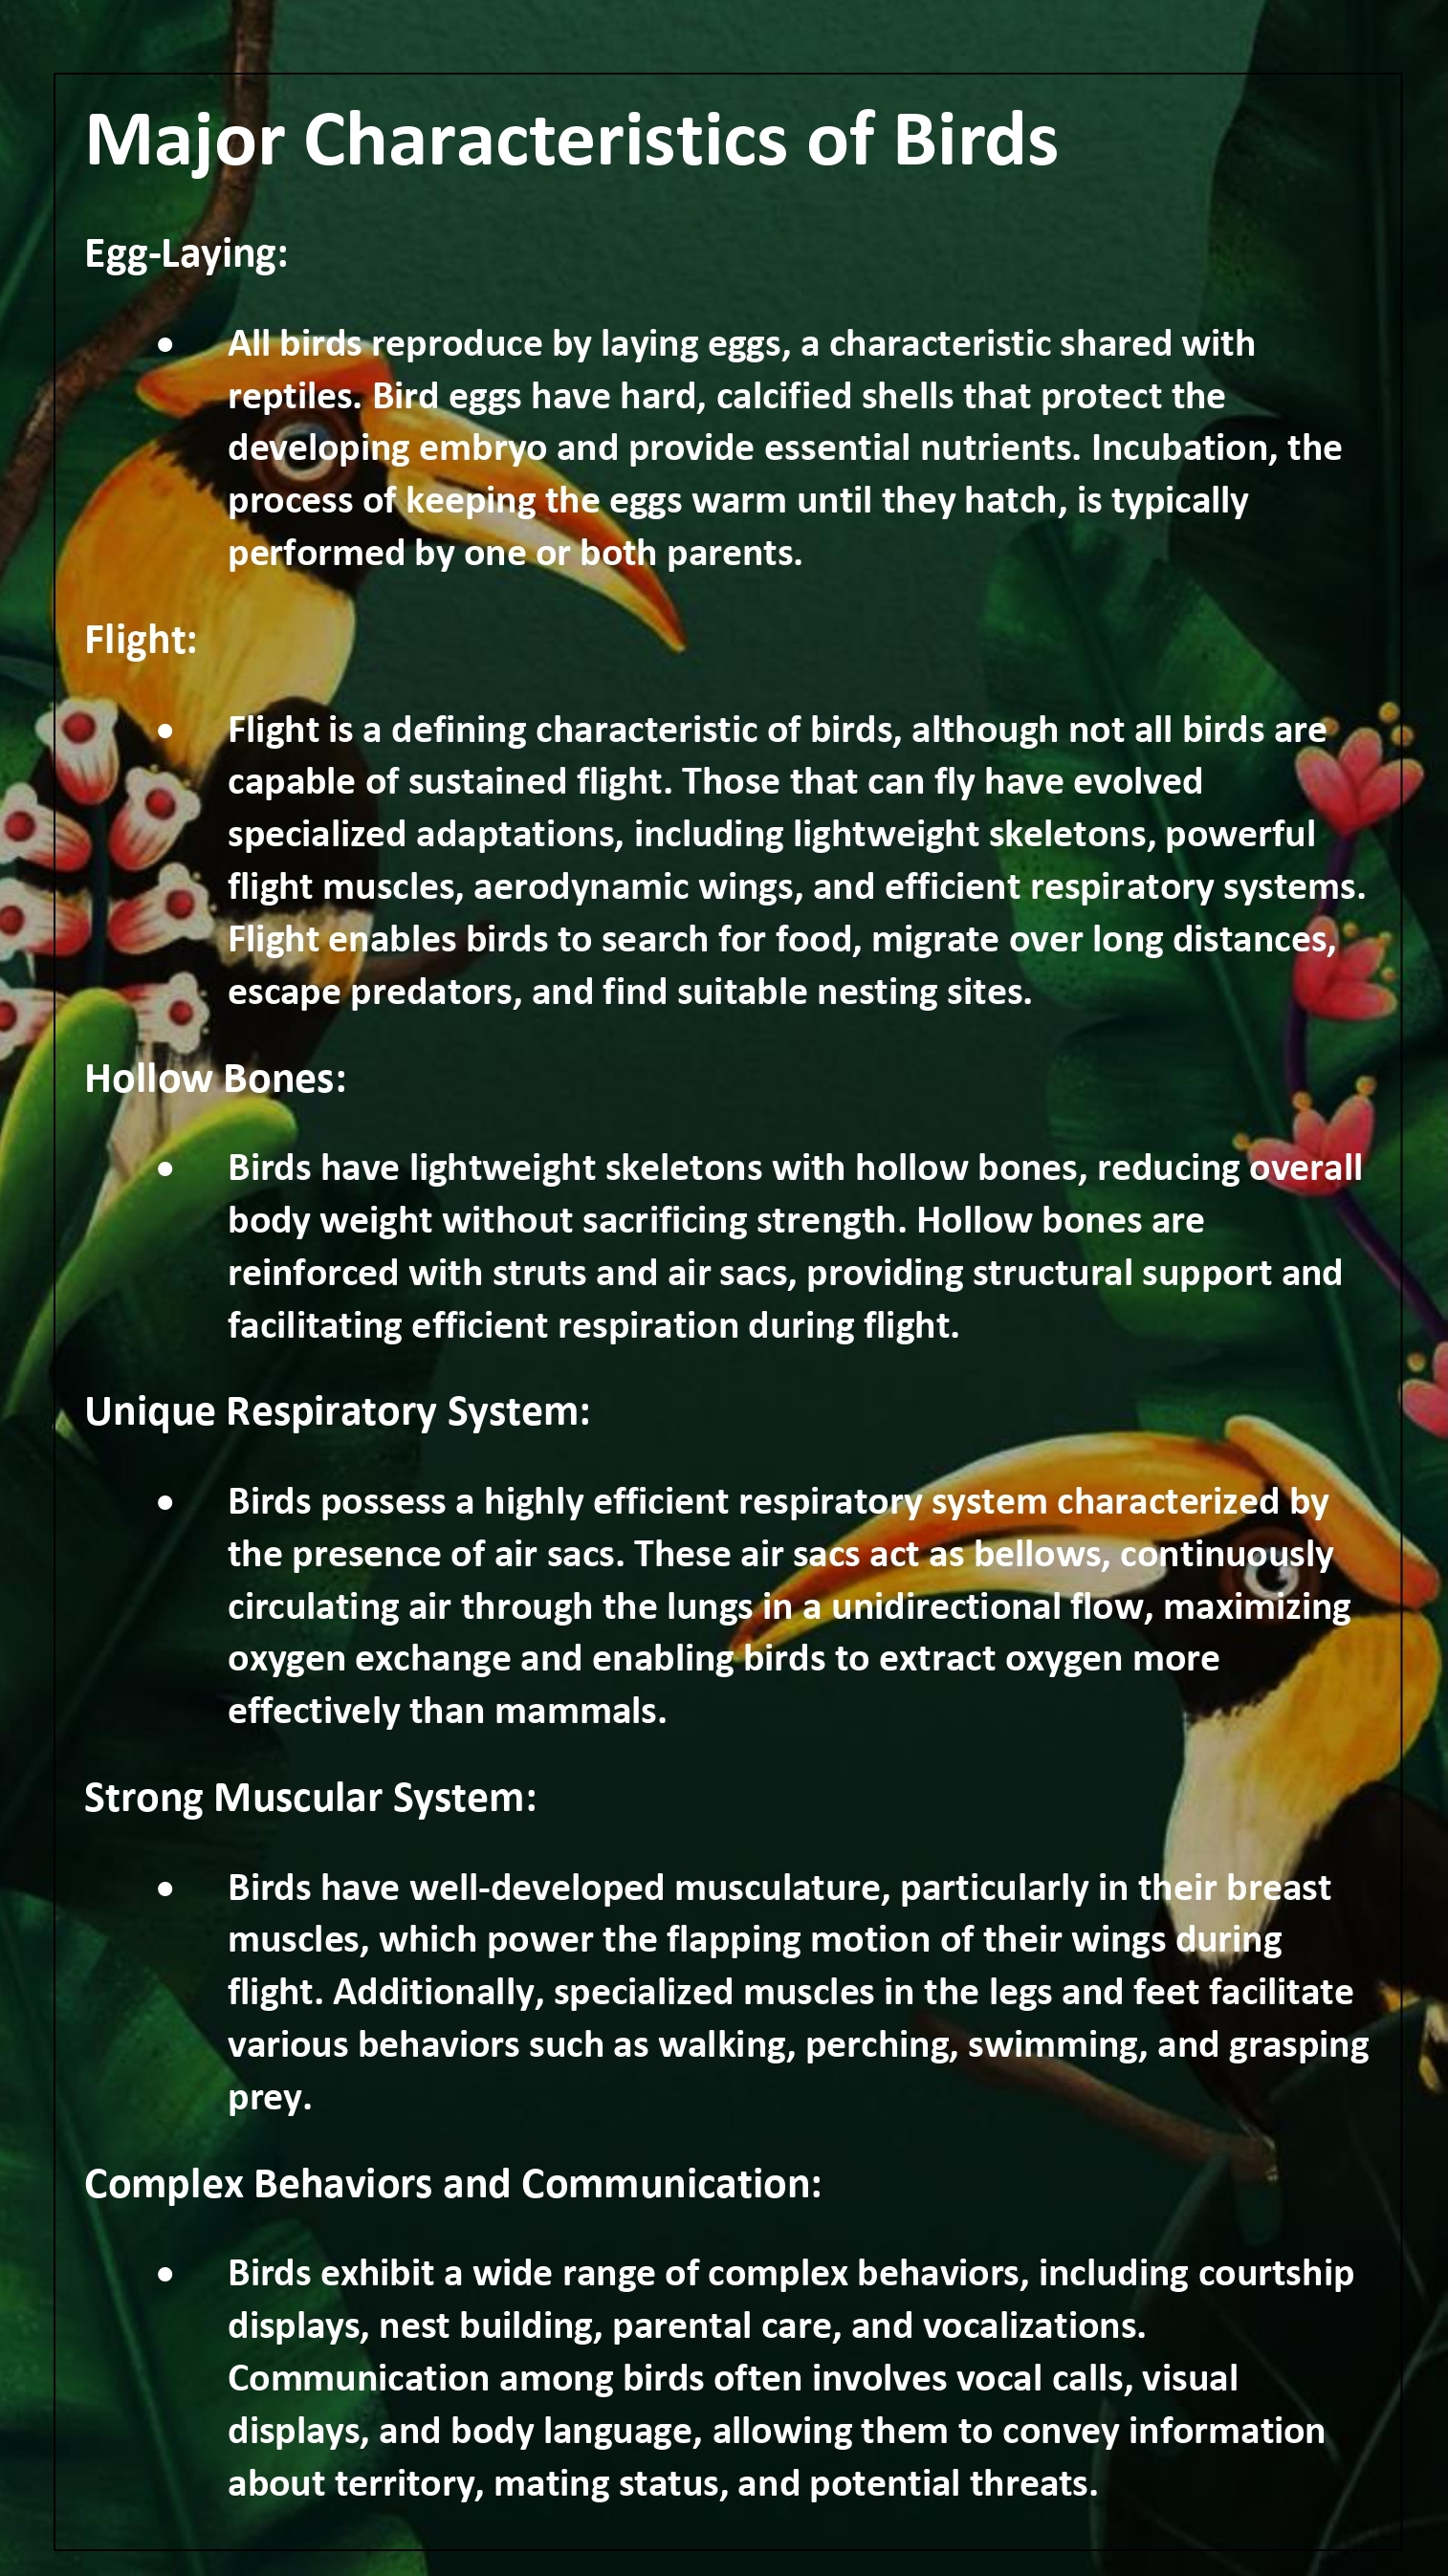 Major Characteristics of Birds
Egg-Laying:
• All birds reproduce by laying eggs, a characteristic shared with
reptiles. Bird eggs have hard, calcified shells that protect the
developing embryo and provide essential nutrients. Incubation, the
process of keeping the eggs warm until they hatch, is typically
performed by one or both parents.
Flight:
• Flight is a defining characteristic of birds, although not all birds are
capable of sustained flight. Those that can fly have evolved
specialized adaptations, including lightweight skeletons, powerful
flight muscles, aerodynamic wings, and efficient respiratory systems.
Flight enables birds to search for food, migrate over long distances,
escape predators, and find suitable nesting sites.
Hollow Bones:
• Birds have lightweight skeletons with hollow bones, reducing overall
body weight without sacrificing strength. Hollow bones are
reinforced with struts and air sacs, providing structural support and
facilitating efficient respiration during flight.
Unique Respiratory System:
• Birds possess a highly efficient respiratory system characterized by
the presence of air sacs. These air sacs act as bellows, continuously
circulating air through the lungs in a unidirectional flow, maximizing
oxygen exchange and enabling birds to extract oxygen more
effectively than mammals.
Strong Muscular System:
• Birds have well-developed musculature, particularly in their breast
muscles, which power the flapping motion of their wings during
flight. Additionally, specialized muscles in the legs and feet facilitate
various behaviors such as walking, perching, swimming, and grasping
prey.
Complex Behaviors and Communication:
• Birds exhibit a wide range of complex behaviors, including courtship
displays, nest building, parental care, and vocalizations.
Communication among birds often involves vocal calls, visual
displays, and body language, allowing them to convey information
about territory, mating status, and potential threats.